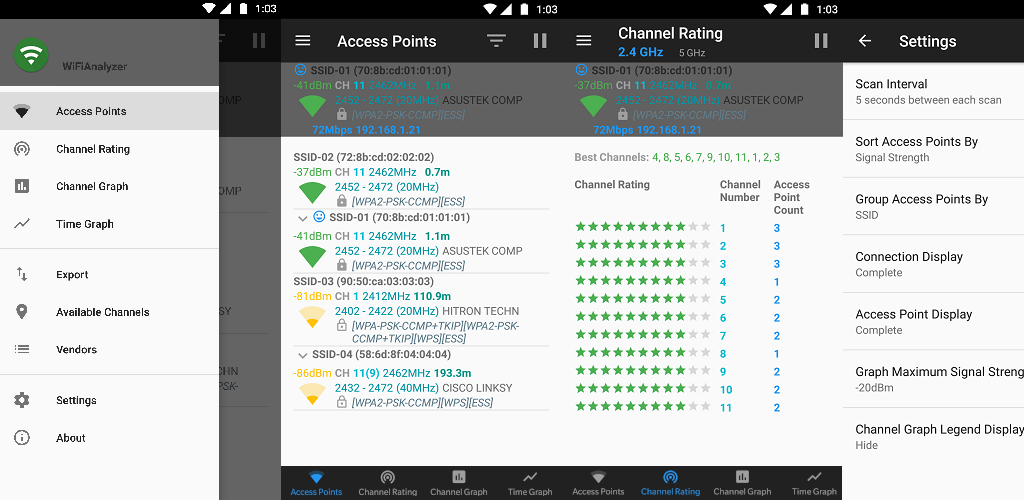 1:03
WiFiAnalyzer
Access Points
Channel Rating
Channel Graph
Time Graph
Export
Available Channels
Vendors
Settings
About
OMP
OMP
SY
CHN
PSK-
1:03
Access Points
SSID-01 (70:8b:cd:01:01:01)
-41dBm CH 11 2462MHz 1.1m
2452 - 2472 (20MHz) ASUSTEK COMP
[WPA2-PSK-CCMP][ESS]
72Mbps 192.168.1.21
SSID-02 (72:8b:cd:02:02:02)
-37dBm CH 11 2462MHz 0.7m
2452 - 2472 (20MHz)
[WPA2-PSK-CCMP][ESS]
SSID-01 (70:8b:cd:01:01:01)
-41dBm CH 11 2462MHz 1.1m
2452 - 2472 (20MHz) ASUSTEK COMP
[WPA2-PSK-CCMP][ESS]
SSID-03 (90:50:ca:03:03:03)
-81dBm CH 1 2412MHz 110.9m
2402 - 2422 (20MHz) HITRON TECHN
[WPA-PSK-CCMP+TKIP][WPA2-PSK-
CCMP+TKIP][WPS][ESS]
SSID-04 (58:6d:8f:04:04:04)
-86dBm CH 11(9) 2462MHz 193.3m
2432 - 2472 (40MHz) CISCO LINKSY
[WPA2-PSK-CCMP][WPS][ESS]
Access Points Channel Rating Channel Graph Time Graph
1:03
Channel Rating
2.4 GHz 5 GHz
SSID-01 (70:8b:cd:01:01:01)
-37dBm CH 11 2462MHz 0.7m
2452 - 2472 (20MHz) ASUSTEK COMP
[WPA2-PSK-CCMP][ESS]
72Mbps 192.168.1.21
Best Channels: 4, 8, 5, 6, 7, 9, 10, 11, 1, 2, 3
Channel Rating Channel Number Access Point Count
1 3
2 3
3 3
4 1
5 2
6 2
7 2
8 1
9 2
10 2
11 2
Access Points Channel Rating Channel Graph Time Graph
1:03
Settings
Scan Interval
5 seconds between each scan
Sort Access Points By
Signal Strength
Group Access Points By
SSID
Connection Display
Complete
Access Point Display
Complete
Graph Maximum Signal Streng
-20dBm
Channel Graph Legend Display
Hide